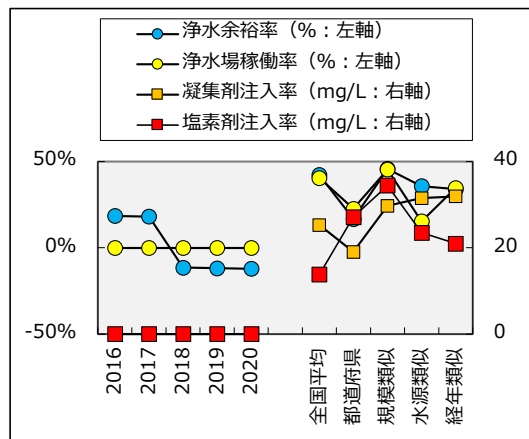 浄水余裕率（%：左軸）
浄水場稼働率（%：左軸）
凝集剤注入率（mg/L：右軸）
塩素剤注入率（mg/L：右軸）
50%
0%
-50%
40
20
0
2016
2017
2018
2019
2020
全国平均
都道府県
規模類似
水源類似
経年類似